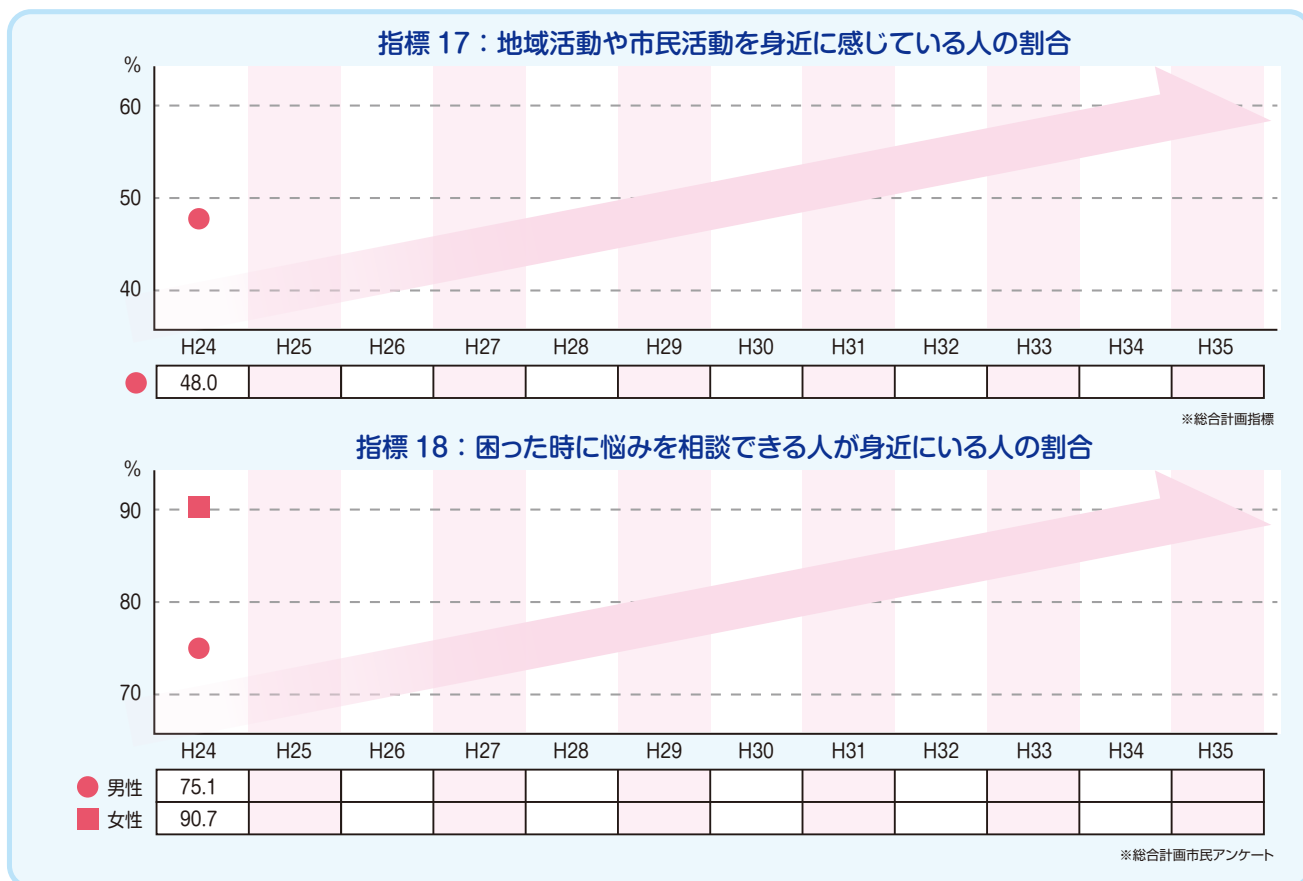 指標 17：地域活動や市民活動を身近に感じている人の割合
%
60
50
40
H24 H25 H26 H27 H28 H29 H30 H31 H32 H33 H34 H35
48.0
※総合計画指標
指標 18：困った時に悩みを相談できる人が身近にいる人の割合
%
90
80
70
H24 H25 H26 H27 H28 H29 H30 H31 H32 H33 H34 H35
男性 75.1
女性 90.7
※総合計画市民アンケート